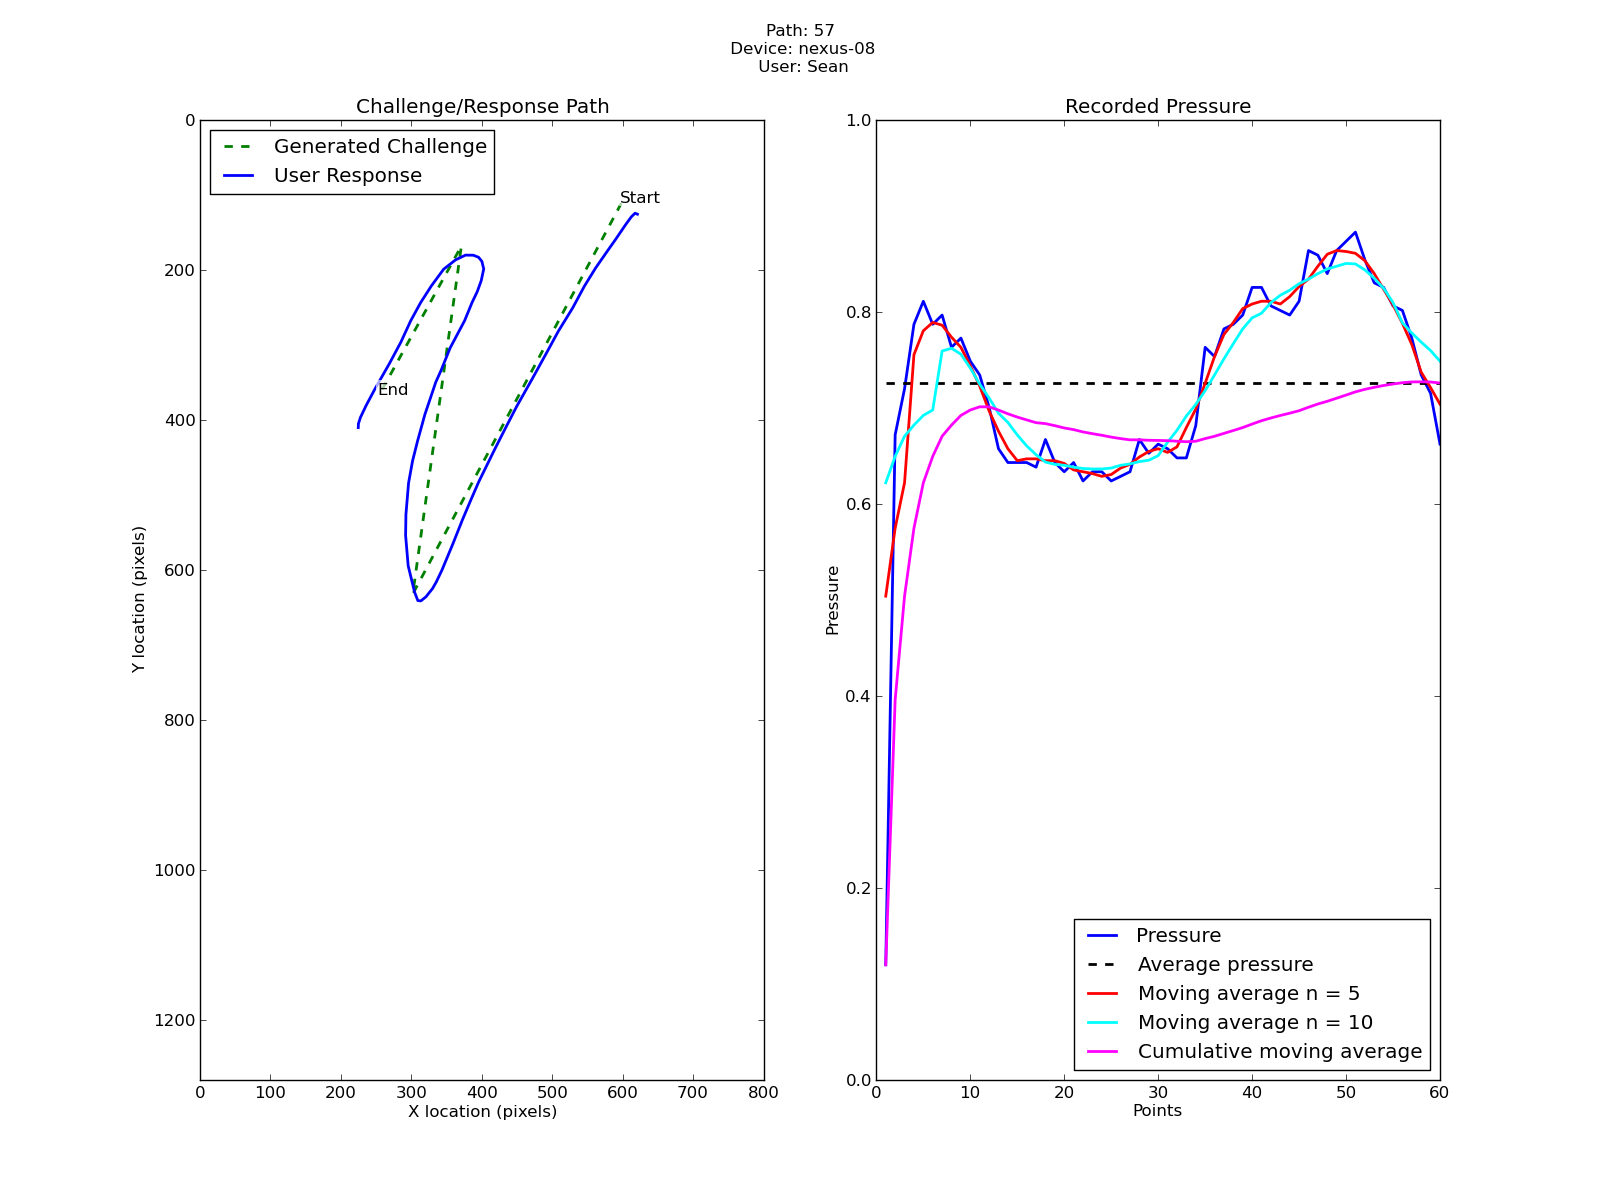 Path: 57
Device: nexus-08
User: Sean
Challenge/Response Path
Generated Challenge
User Response
Start
End
0
200
400
600
800
1000
1200
Y location (pixels)
0 100 200 300 400 500 600 700 800
X location (pixels)
Recorded Pressure
1.0
0.8
0.6
0.4
0.2
0.0
Pressure
Pressure
Average pressure
Moving average n = 5
Moving average n = 10
Cumulative moving average
0 10 20 30 40 50 60
Points